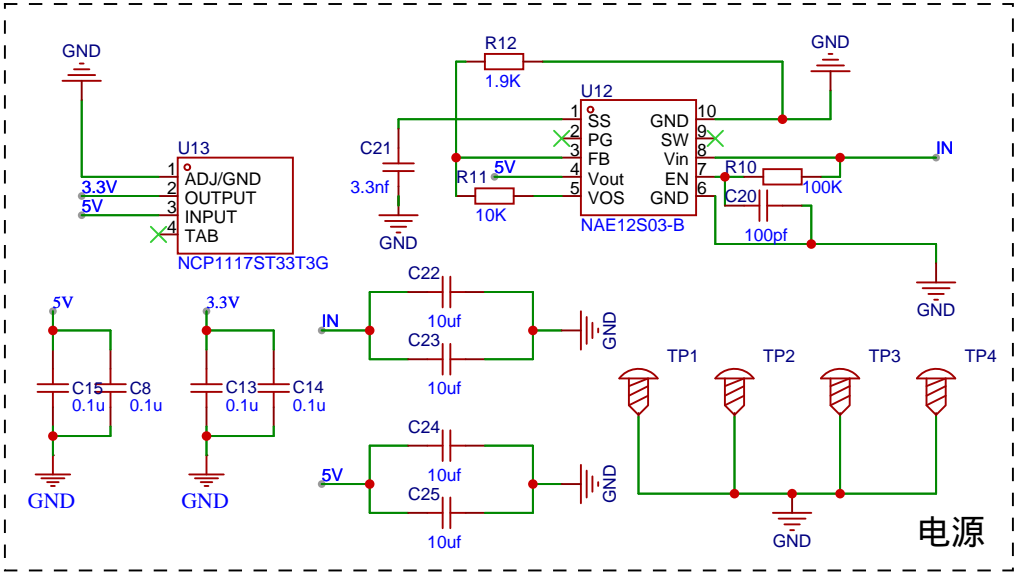 GND
U13
1
ADJ/GND
3.3V
2
OUTPUT
5V
3
INPUT
4
TAB
NCP1117ST33T3G
R12
1.9K
GND
U12
C21
3.3nf
GND
1
SS
2
PG
3
FB
5V
4
Vout
R11
5
VOS
10K
10
GND
9
SW
8
Vin
IN
7
EN
R10
100K
6
GND
C20
100pf
NAE12S03-B
GND
5V
C15
0.1u
C8
0.1u
GND
3.3V
C13
0.1u
C14
0.1u
GND
C22
10uf
IN
C23
10uf
GND
C24
10uf
5V
C25
10uf
GND
TP1
TP2
TP3
TP4
GND
电源